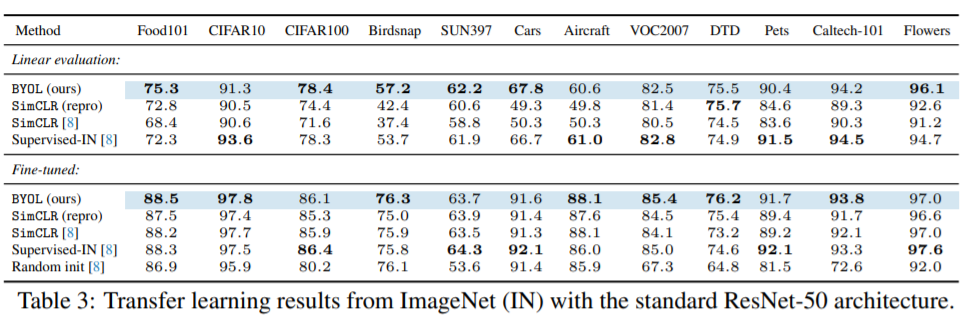 Method Food101 CIFAR10 CIFAR100 Birdsnap SUN397 Cars Aircraft VOC2007 DTD Pets Caltech-101 Flowers
Linear evaluation:
BYOL (ours) 75.3 91.3 78.4 57.2 62.2 67.8 60.6 82.5 75.5 90.4 94.2 96.1
SimCLR (repro) 72.8 90.5 74.4 42.4 60.6 49.3 49.8 81.4 75.7 84.6 89.3 92.6
SimCLR [8] 68.4 90.6 71.6 37.4 58.8 50.3 50.3 80.5 74.5 83.6 90.3 91.2
Supervised-IN [8] 72.3 93.6 78.3 53.7 61.9 66.7 61.0 82.8 74.9 91.5 94.5 94.7
Fine-tuned:
BYOL (ours) 88.5 97.8 86.1 76.3 63.7 91.6 88.1 85.4 76.2 91.7 93.8 97.0
SimCLR (repro) 87.5 97.4 85.3 75.0 63.9 91.4 87.6 84.5 75.4 89.4 91.7 96.6
SimCLR [8] 88.2 97.7 85.9 75.9 63.5 91.3 88.1 84.1 73.2 89.2 92.1 97.0
Supervised-IN [8] 88.3 97.5 86.4 75.8 64.3 92.1 86.0 85.0 74.6 92.1 93.3 97.6
Random init [8] 86.9 95.9 80.2 76.1 53.6 91.4 85.9 67.3 64.8 81.5 72.6 92.0
Table 3: Transfer learning results from ImageNet (IN) with the standard ResNet-50 architecture.